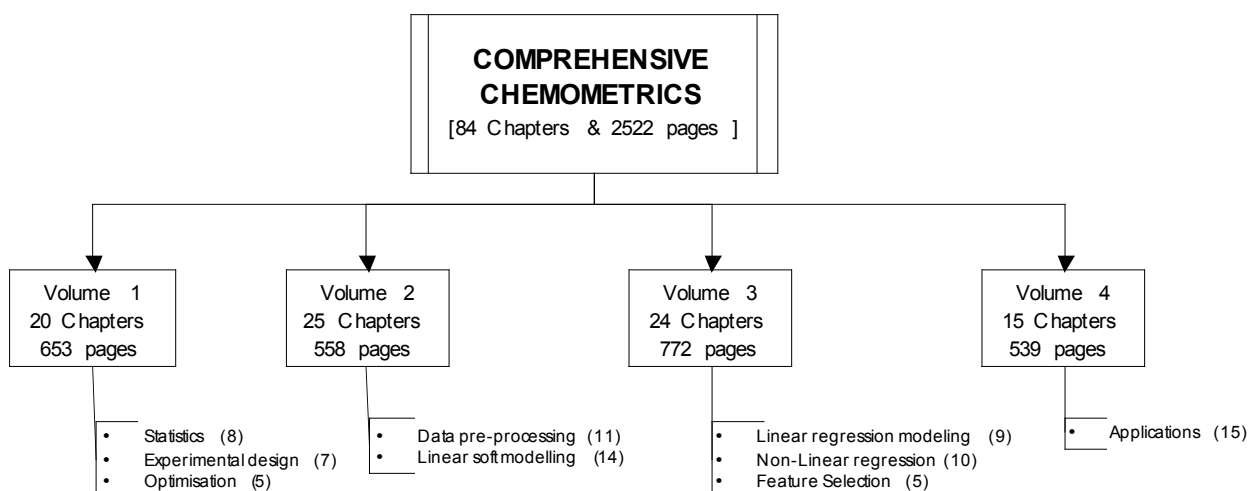 COMPREHENSIVE
CHEMOMETRICS
[84 Chapters & 2522 pages ]
Volume 1
20 Chapters
653 pages
Volume 2
25 Chapters
558 pages
Volume 3
24 Chapters
772 pages
Volume 4
15 Chapters
539 pages
• Statistics (8)
• Experimental design (7)
• Optimisation (5)
• Data pre-processing (11)
• Linear soft modelling (14)
• Linear regression modeling (9)
• Non-Linear regression (10)
• Feature Selection (5)
• Applications (15)